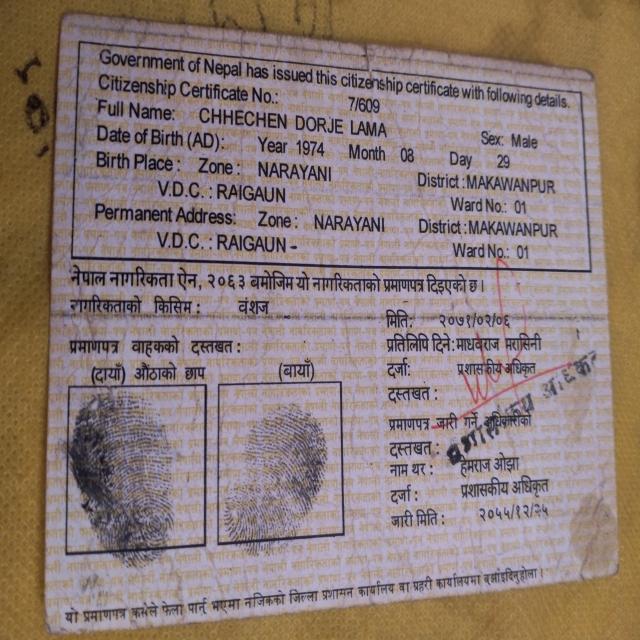 Government of Nepal has issued this citizenship certificate with following details.
Citizenship Certificate No.: 7/609
Full Name: CHHECHEN DORJE LAMA Sex: Male
Date of Birth (AD): Year 1974 Month 08 Day 29
Birth Place: Zone: NARAYANI District : MAKAWANPUR
V.D.C. : RAIGAUN Ward No.: 01
Permanent Address: Zone: NARAYANI District : MAKAWANPUR
V.D.C. : RAIGAUN - Ward No.: 01
नेपाल नागरिकता ऐन, २०६३ बमोजिम यो नागरिकताको प्रमाणपत्र दिइएको छ।
नागरिकताको किसिम: वंशज
मिति: २०७१/०२/०६
प्रमाणपत्र वाहकको दस्तखत:
प्रतिलिपि दिने: माधवराज मरासिनी
(दायाँ) औंठाको छाप (बायाँ)
दर्जा: प्रशासकीय अधिकृत
दस्तखत:
प्रमाणपत्र जारी गर्ने अधिकारीको
दस्तखत:
नाम थर: हेमराज ओझा
दर्जा: प्रशासकीय अधिकृत
जारी मिति: २०५५/१२/२५
यो प्रमाणपत्र कसैले फेला पार्नु भएमा नजिकको जिल्ला प्रशासन कार्यालय वा प्रहरी कार्यालयमा बुझाईदिनुहोला।